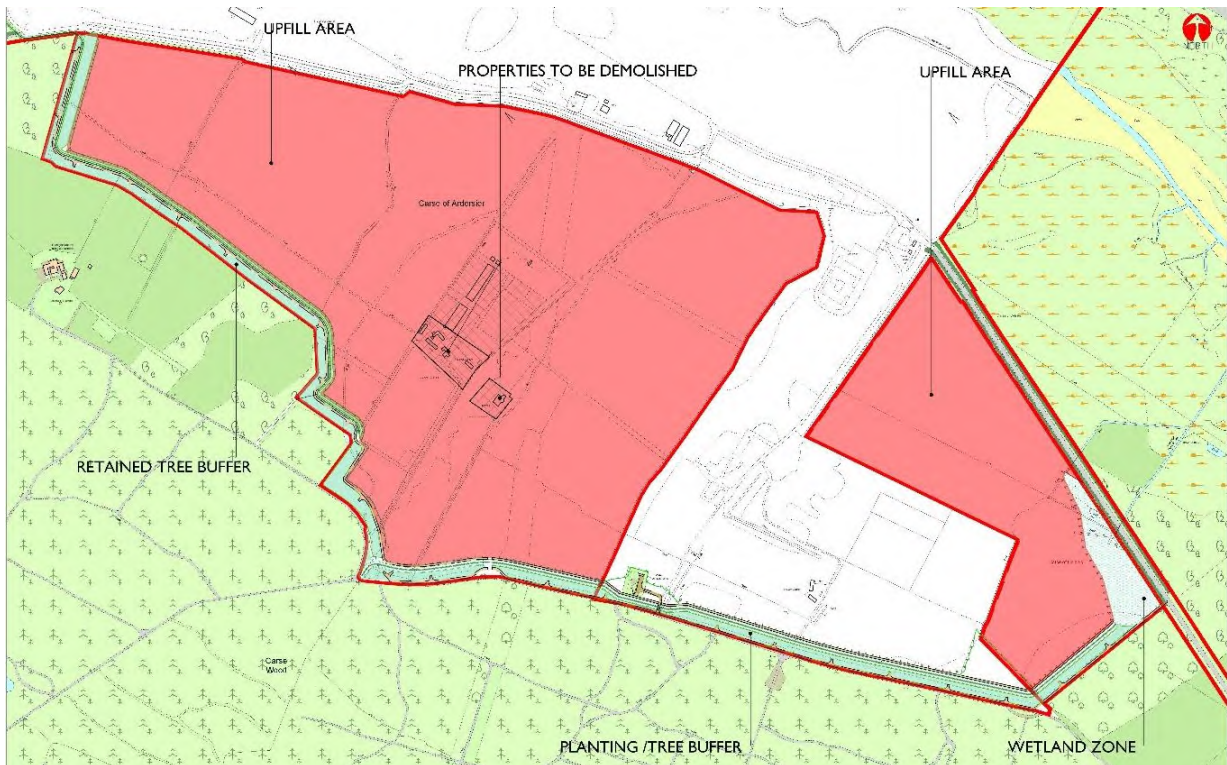 UPFILL AREA
PROPERTIES TO BE DEMOLISHED
UPFILL AREA
NORTH
Carse of Ardersier
RETAINED TREE BUFFER
Carse
Wood
PLANTING /TREE BUFFER
WETLAND ZONE